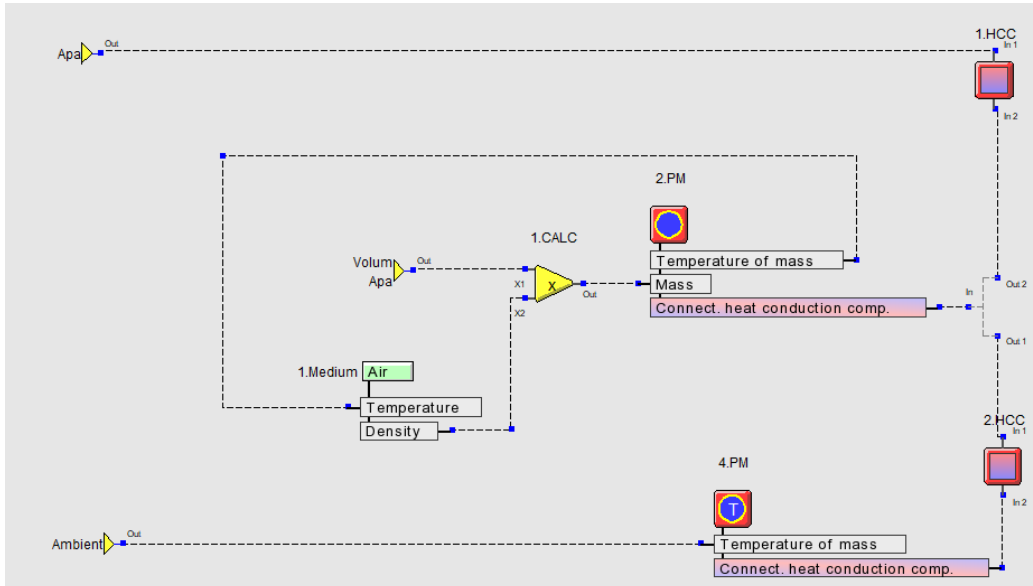 1.HCC
Out
In 1
Apa
In 2
2.PM
1.CALC
Temperature of mass
Volum
Apa
Out
X1
X
Out
Mass
X2
Connect. heat conduction comp.
In
Out 2
Out 1
1.Medium
Air
Temperature
Density
2.HCC
In 1
4.PM
In 2
T
Out
Ambient
Temperature of mass
Connect. heat conduction comp.